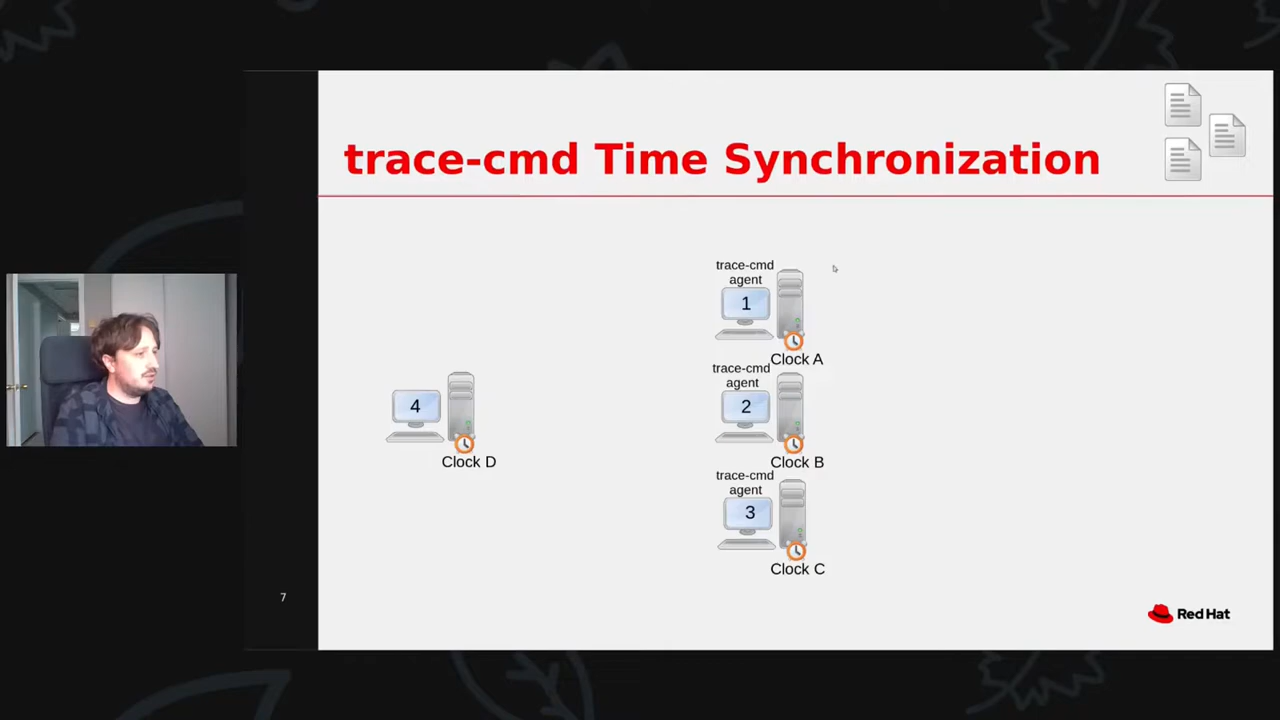 trace-cmd Time Synchronization
trace-cmd
agent
1
Clock A
trace-cmd
agent
2
Clock B
4
Clock D
trace-cmd
agent
3
Clock C
7
Red Hat